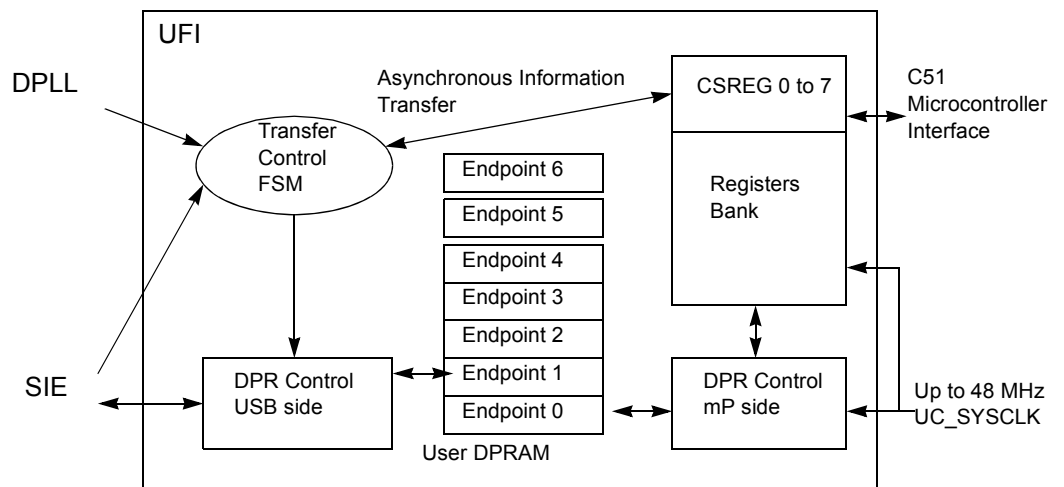 UFI
DPLL
Asynchronous Information
Transfer
CSREG 0 to 7
C51
Microcontroller
Interface
Transfer
Control
FSM
Endpoint 6
Endpoint 5
Endpoint 4
Endpoint 3
Endpoint 2
Endpoint 1
Endpoint 0
User DPRAM
Registers
Bank
SIE
DPR Control
USB side
DPR Control
mP side
Up to 48 MHz
UC_SYSCLK